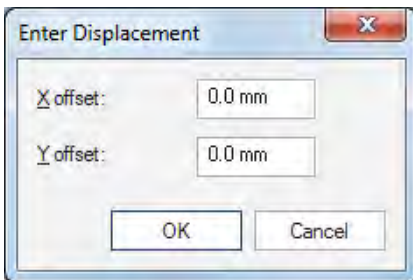 Enter Displacement
X offset: 0.0 mm
Y offset: 0.0 mm
OK Cancel